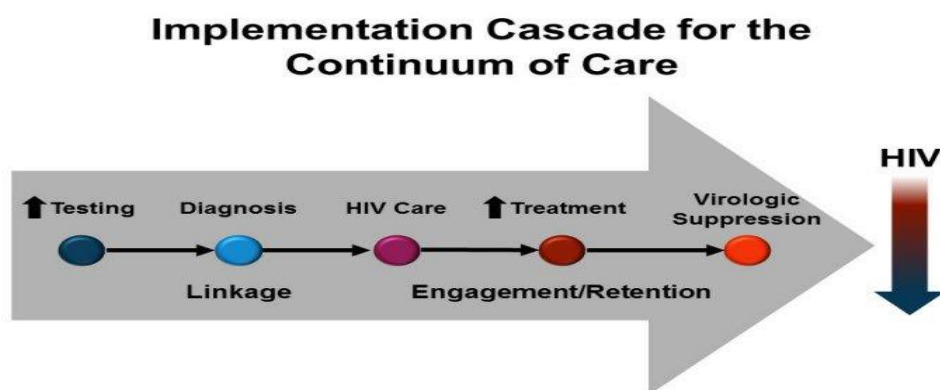 Implementation Cascade for the
Continuum of Care
HIV
Testing
Diagnosis
HIV Care
Treatment
Virologic
Suppression
Linkage
Engagement/Retention